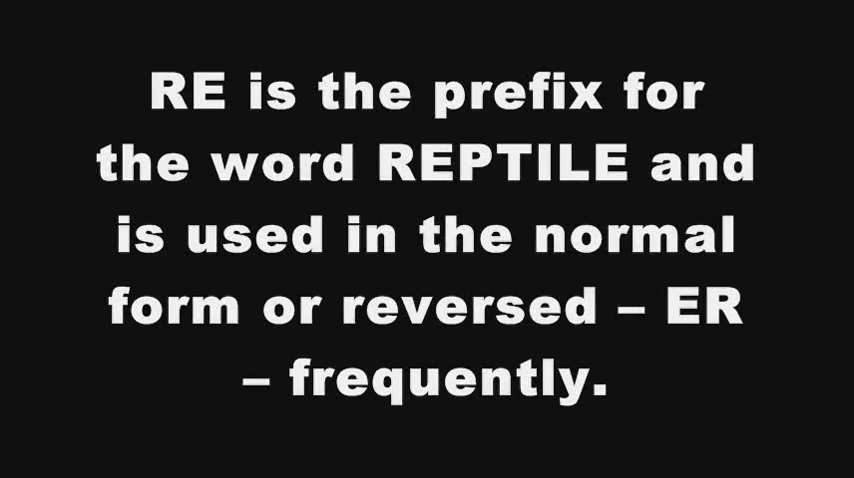 RE is the prefix for
the word REPTILE and
is used in the normal
form or reversed – ER
– frequently.